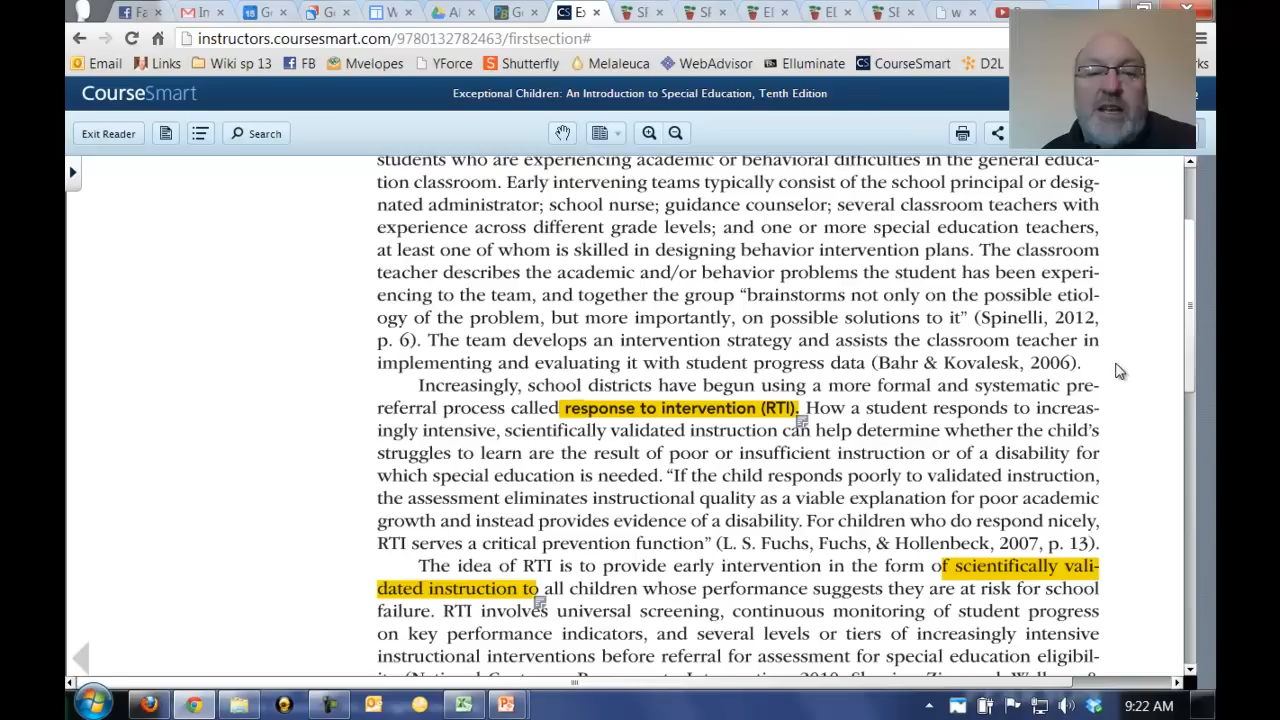 Fa
In
Go
Go
W
Al
Go
CS Ex
SF
SF
El
El
SE
w
instructors.coursesmart.com/9780132782463/firstsection#
Email Links Wiki sp 13 FB Mvelopes YForce Shutterfly Melaleuca WebAdvisor Elluminate CourseSmart D2L
CourseSmart
Exceptional Children: An Introduction to Special Education, Tenth Edition
Exit Reader Search
students who are experiencing academic or behavioral difficulties in the general educa-
tion classroom. Early intervening teams typically consist of the school principal or desig-
nated administrator; school nurse; guidance counselor; several classroom teachers with
experience across different grade levels; and one or more special education teachers,
at least one of whom is skilled in designing behavior intervention plans. The classroom
teacher describes the academic and/or behavior problems the student has been experi-
encing to the team, and together the group “brainstorms not only on the possible etiol-
ogy of the problem, but more importantly, on possible solutions to it” (Spinelli, 2012,
p. 6). The team develops an intervention strategy and assists the classroom teacher in
implementing and evaluating it with student progress data (Bahr & Kovalesk, 2006).
Increasingly, school districts have begun using a more formal and systematic pre-
referral process called response to intervention (RTI). How a student responds to increas-
ingly intensive, scientifically validated instruction can help determine whether the child’s
struggles to learn are the result of poor or insufficient instruction or of a disability for
which special education is needed. “If the child responds poorly to validated instruction,
the assessment eliminates instructional quality as a viable explanation for poor academic
growth and instead provides evidence of a disability. For children who do respond nicely,
RTI serves a critical prevention function” (L. S. Fuchs, Fuchs, & Hollenbeck, 2007, p. 13).
The idea of RTI is to provide early intervention in the form of scientifically vali-
dated instruction to all children whose performance suggests they are at risk for school
failure. RTI involves universal screening, continuous monitoring of student progress
on key performance indicators, and several levels or tiers of increasingly intensive
instructional interventions before referral for assessment for special education eligibil-
9:22 AM